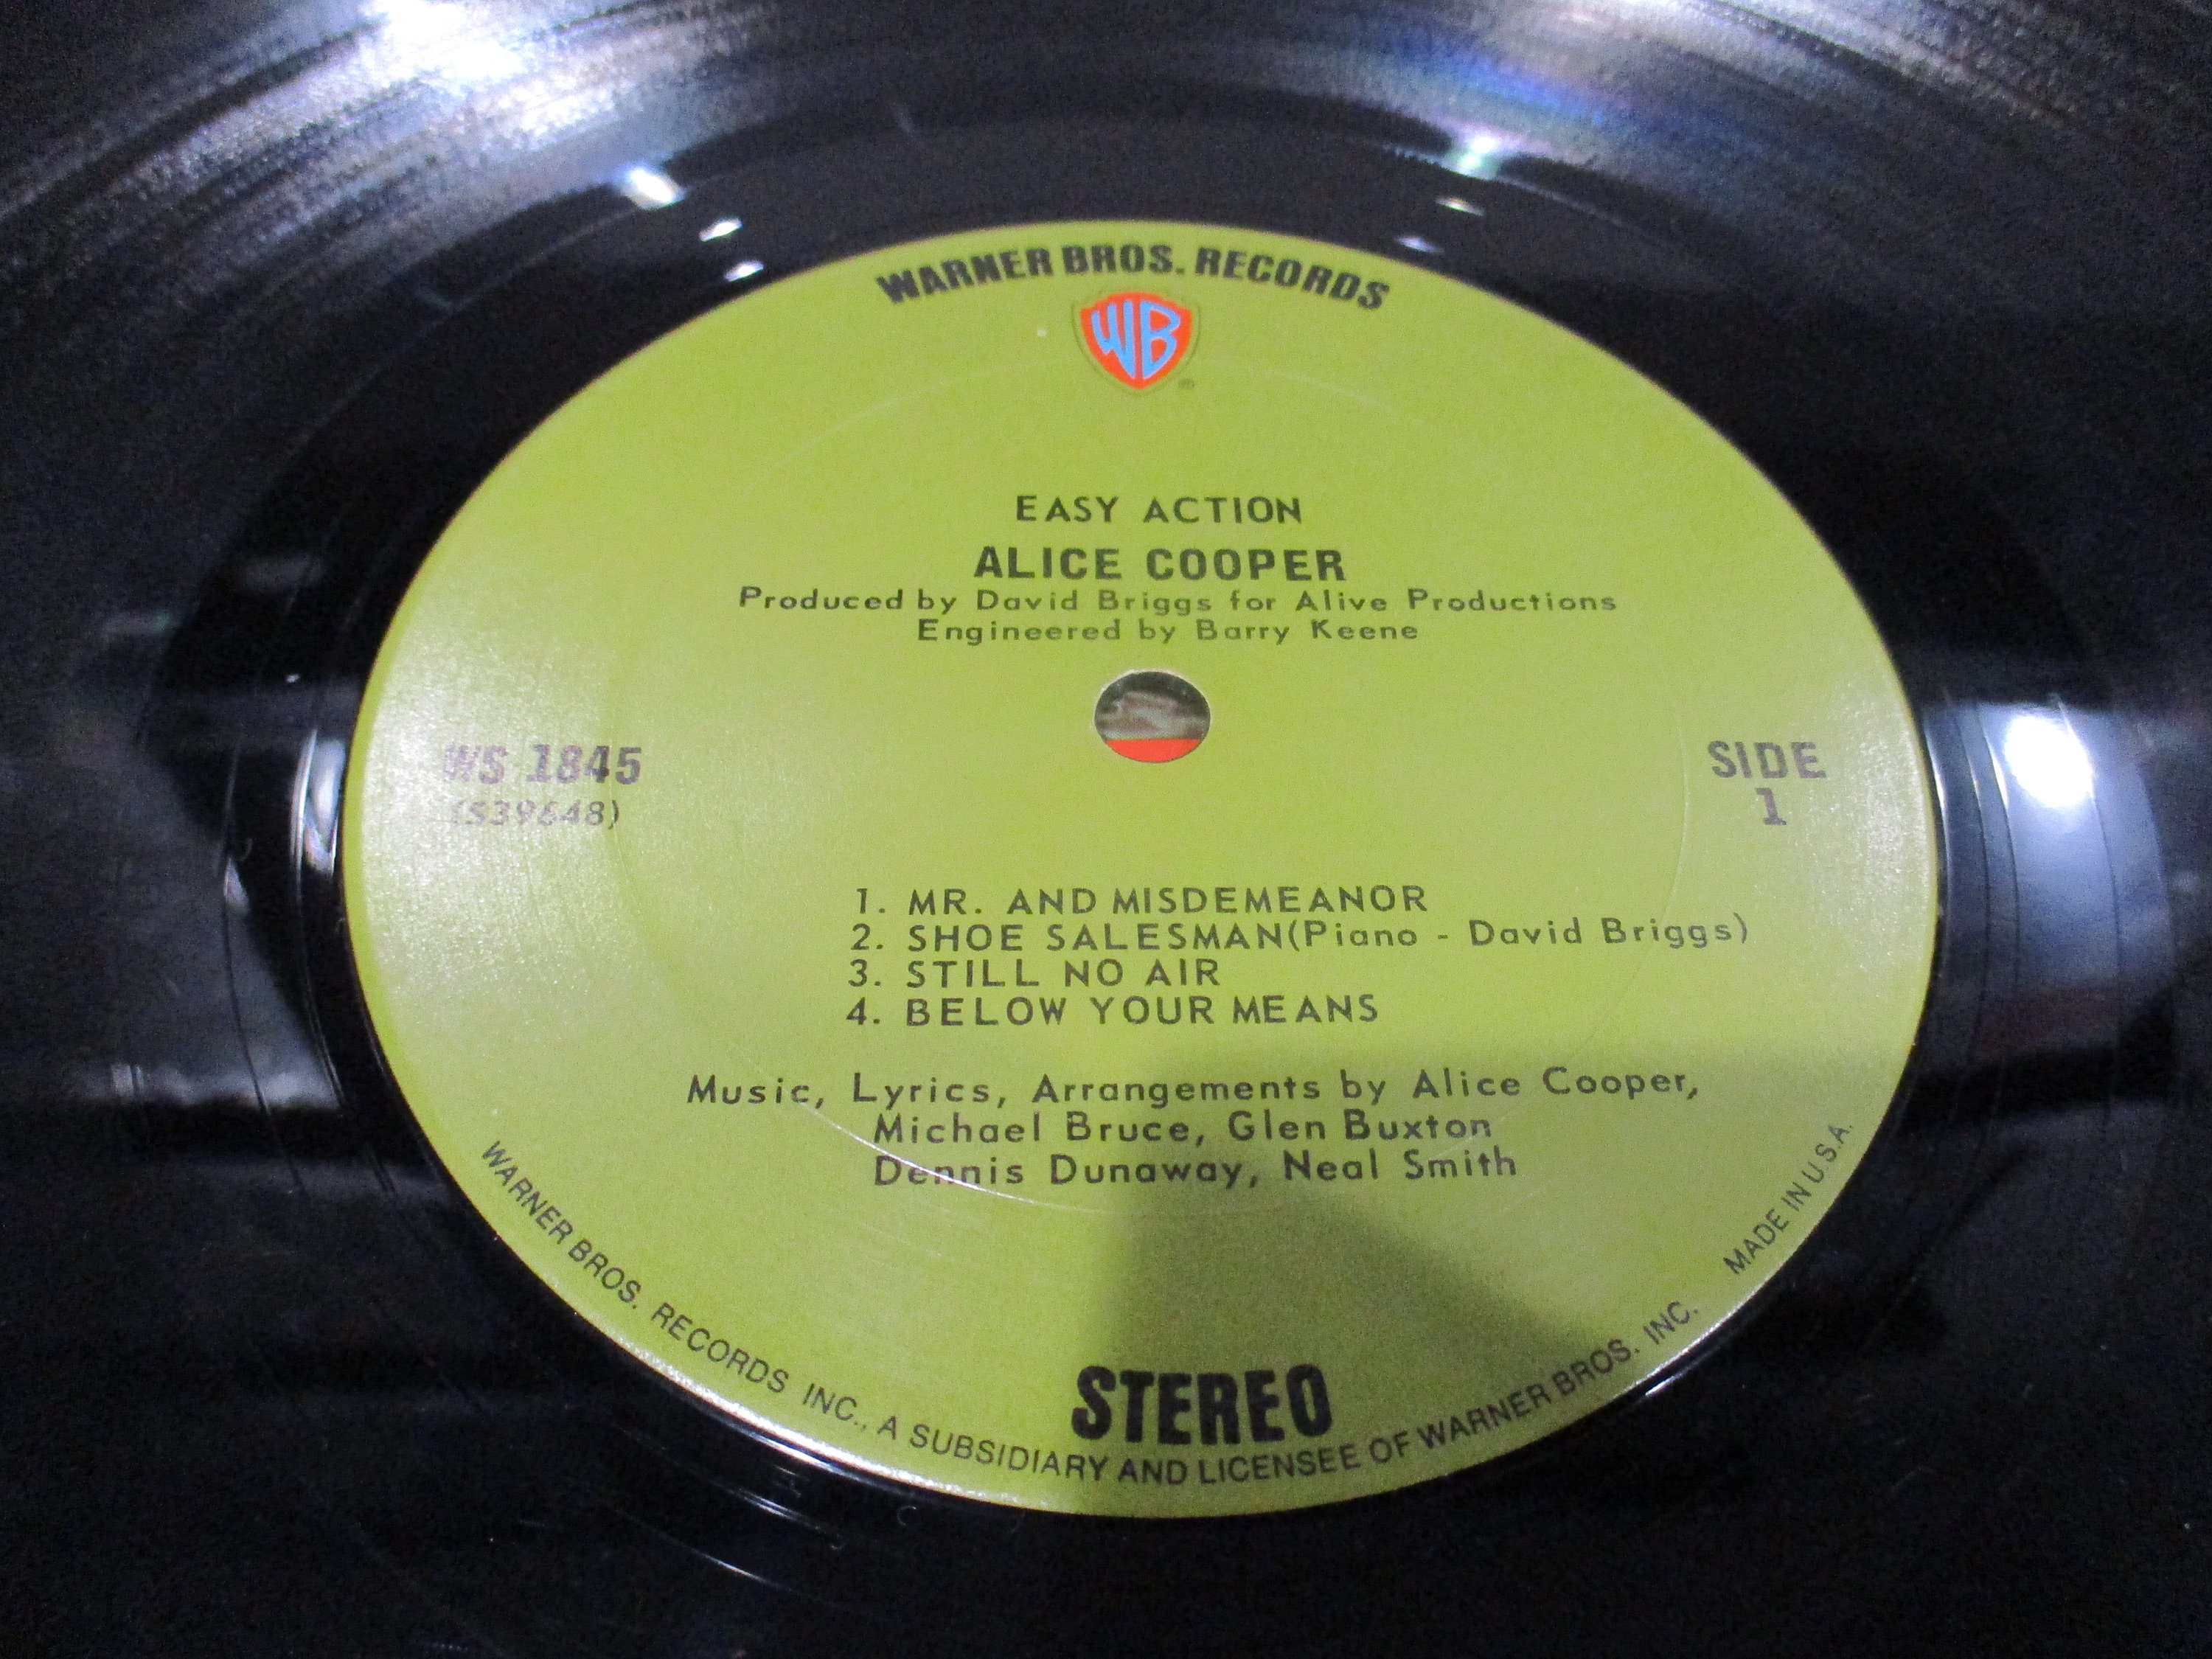 WARNER BROS. RECORDS
WB
®
EASY ACTION
ALICE COOPER
Produced by David Briggs for Alive Productions
Engineered by Barry Keene
WS 1845
(S39648)
SIDE
1
1. MR. AND MISDEMEANOR
2. SHOE SALESMAN(Piano - David Briggs)
3. STILL NO AIR
4. BELOW YOUR MEANS
Music, Lyrics, Arrangements by Alice Cooper,
Michael Bruce, Glen Buxton
Dennis Dunaway, Neal Smith
STEREO
WARNER BROS. RECORDS INC., A SUBSIDIARY AND LICENSEE OF WARNER BROS. INC. MADE IN U.S.A.